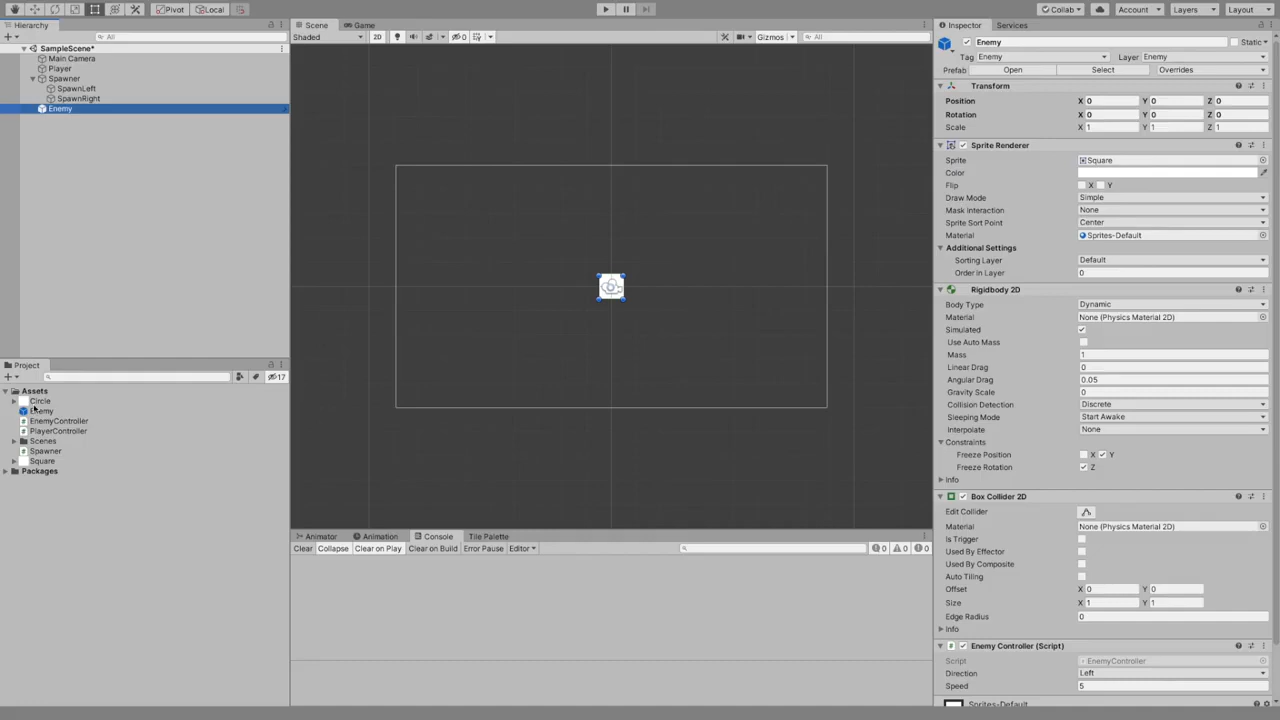 Pivot
Local
Collab
Account
Layers
Layout
Hierarchy
All
SampleScene*
Main Camera
Player
Spawner
SpawnLeft
SpawnRight
Enemy
Scene
Game
Shaded
2D
0
Gizmos
All
Project
17
Assets
Circle
Enemy
EnemyController
PlayerController
Scenes
Spawner
Square
Packages
Animator
Animation
Console
Tile Palette
Clear
Collapse
Clear on Play
Clear on Build
Error Pause
Editor
0
0
0
Inspector
Services
Enemy
Static
Tag Enemy
Layer Enemy
Prefab
Open
Select
Overrides
Transform
Position X 0 Y 0 Z 0
Rotation X 0 Y 0 Z 0
Scale X 1 Y 1 Z 1
Sprite Renderer
Sprite Square
Color
Flip X Y
Draw Mode Simple
Mask Interaction None
Sprite Sort Point Center
Material Sprites-Default
Additional Settings
Sorting Layer Default
Order in Layer 0
Rigidbody 2D
Body Type Dynamic
Material None (Physics Material 2D)
Simulated
Use Auto Mass
Mass 1
Linear Drag 0
Angular Drag 0.05
Gravity Scale 0
Collision Detection Discrete
Sleeping Mode Start Awake
Interpolate None
Constraints
Freeze Position X Y
Freeze Rotation Z
Info
Box Collider 2D
Edit Collider
Material None (Physics Material 2D)
Is Trigger
Used By Effector
Used By Composite
Auto Tiling
Offset X 0 Y 0
Size X 1 Y 1
Edge Radius 0
Info
Enemy Controller (Script)
Script EnemyController
Direction Left
Speed 5
Sprites-Default